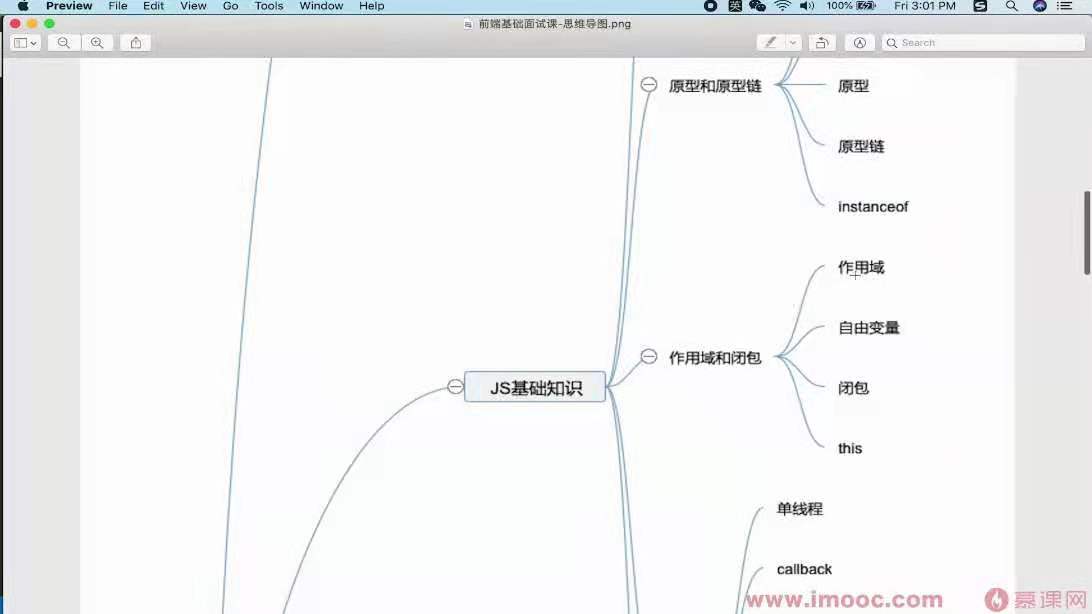 Preview File Edit View Go Tools Window Help 英 100% Fri 3:01 PM
前端基础面试课-思维导图.png
Search
原型和原型链
原型
原型链
instanceof
作用域
自由变量
作用域和闭包
闭包
this
JS基础知识
单线程
callback
www.imooc.com 慕课网